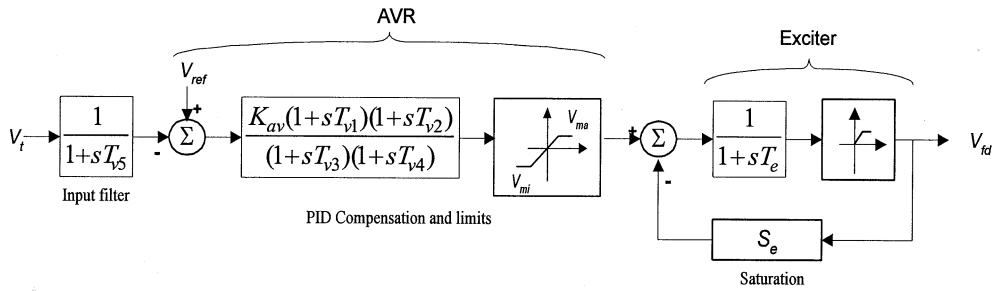 AVR
Exciter
V_ref
+
V_t
1
1+sT_v5
Input filter
-
Σ
K_av(1+sT_v1)(1+sT_v2)
(1+sT_v3)(1+sT_v4)
V_ma
V_mi
PID Compensation and limits
+
Σ
-
1
1+sT_e
V_fd
S_e
Saturation